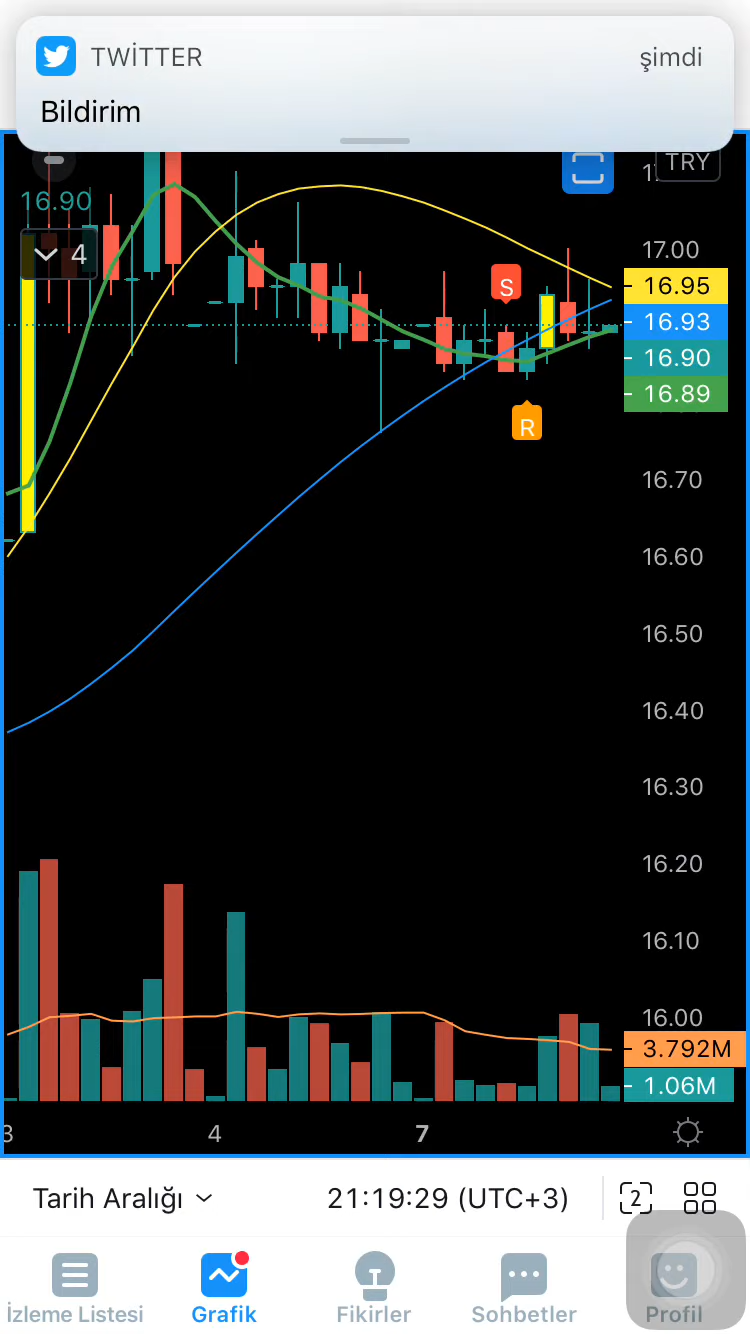 TWİTTER
şimdi
Bildirim
TRY
16.90
4
17.00
16.95
S
16.93
16.90
16.89
R
16.70
16.60
16.50
16.40
16.30
16.20
16.10
16.00
3.792M
1.06M
3
4
7
Tarih Aralığı
21:19:29 (UTC+3)
2
İzleme Listesi
Grafik
Fikirler
Sohbetler
Profil